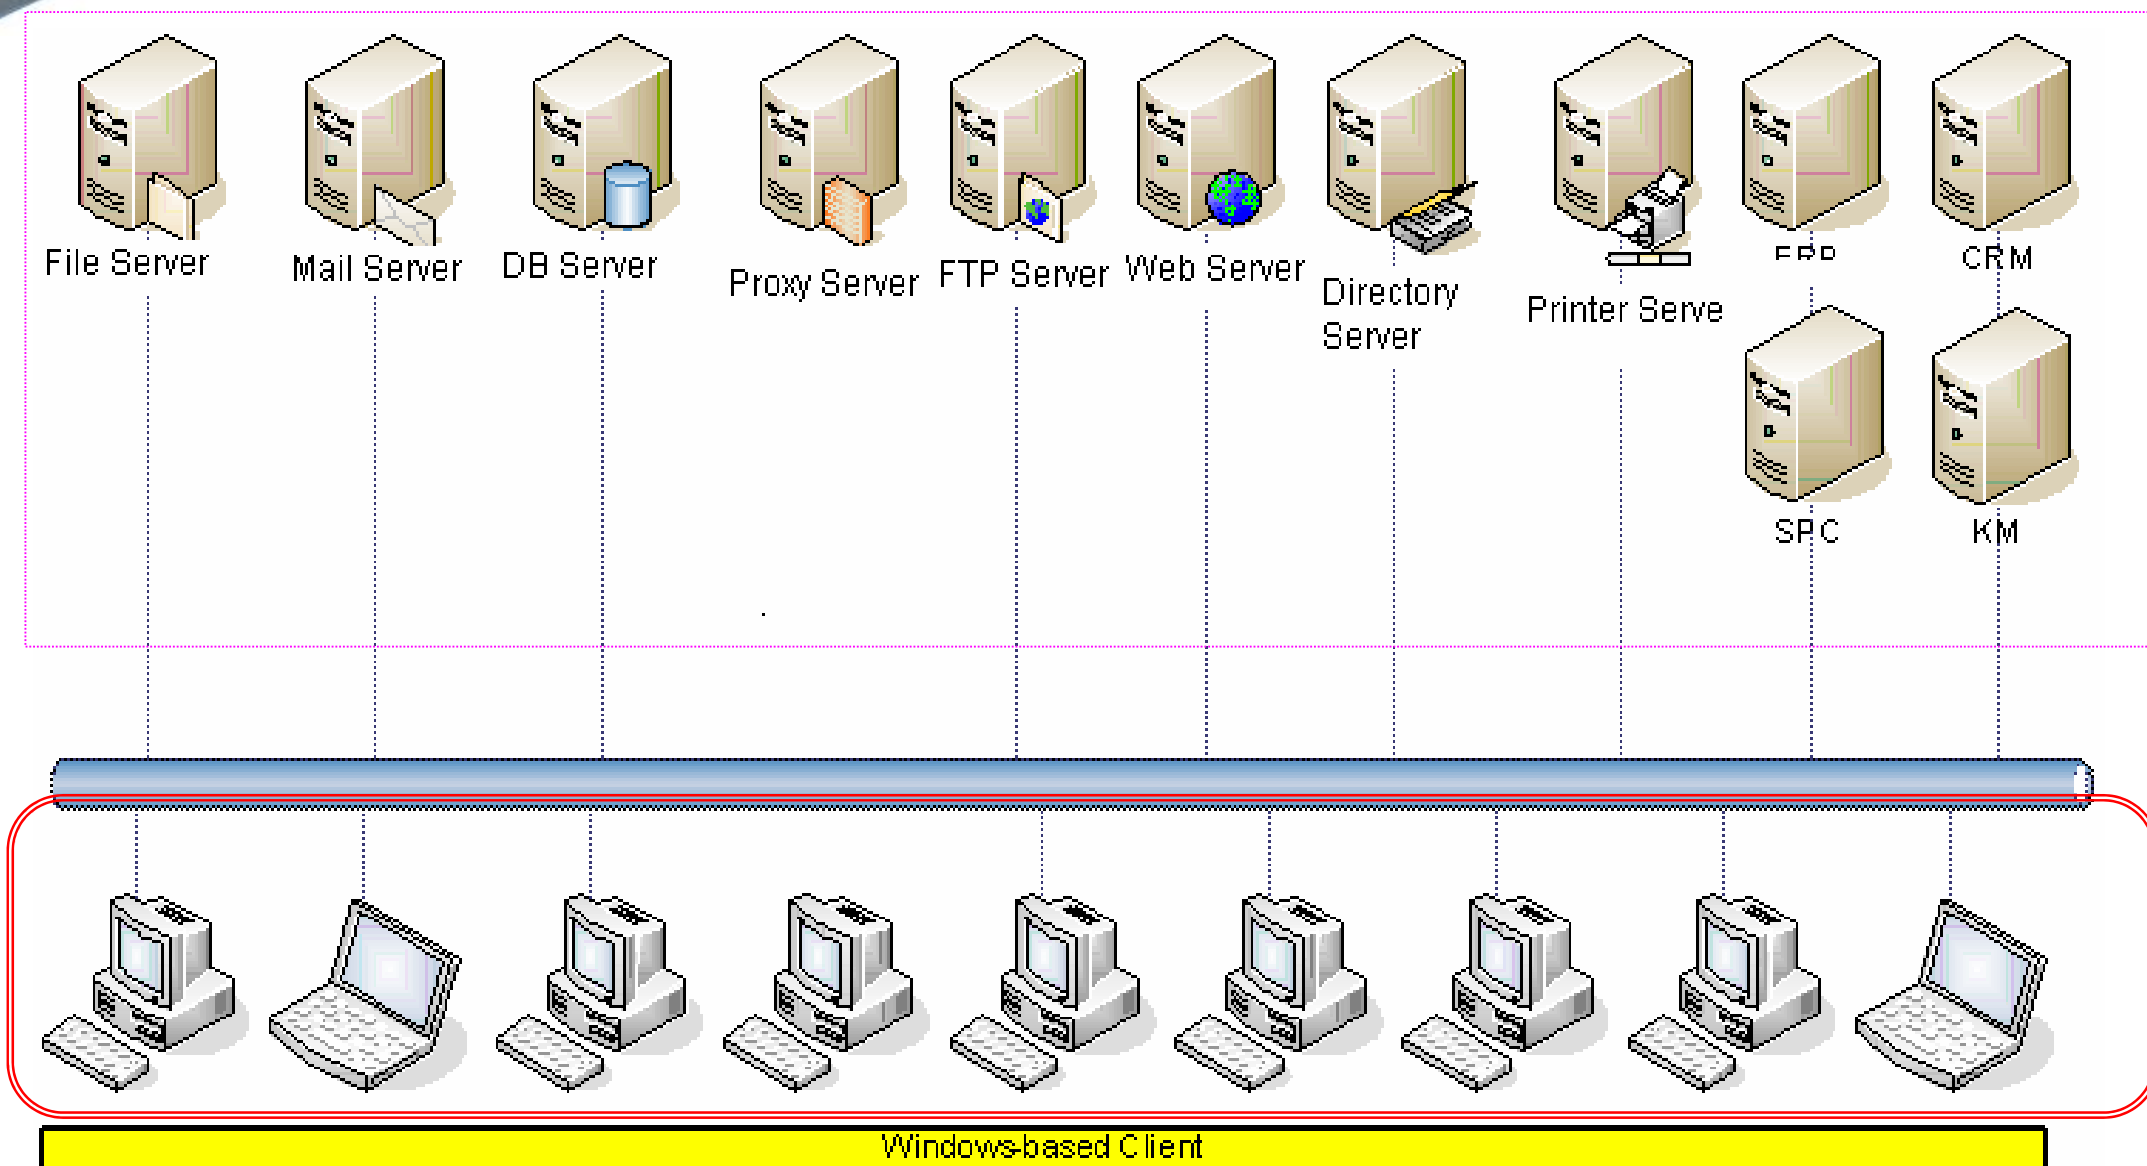 File Server
Mail Server
DB Server
Proxy Server
FTP Server
Web Server
Directory
Server
Printer Serve
ERP
CRM
SPC
KM
Windows-based Client